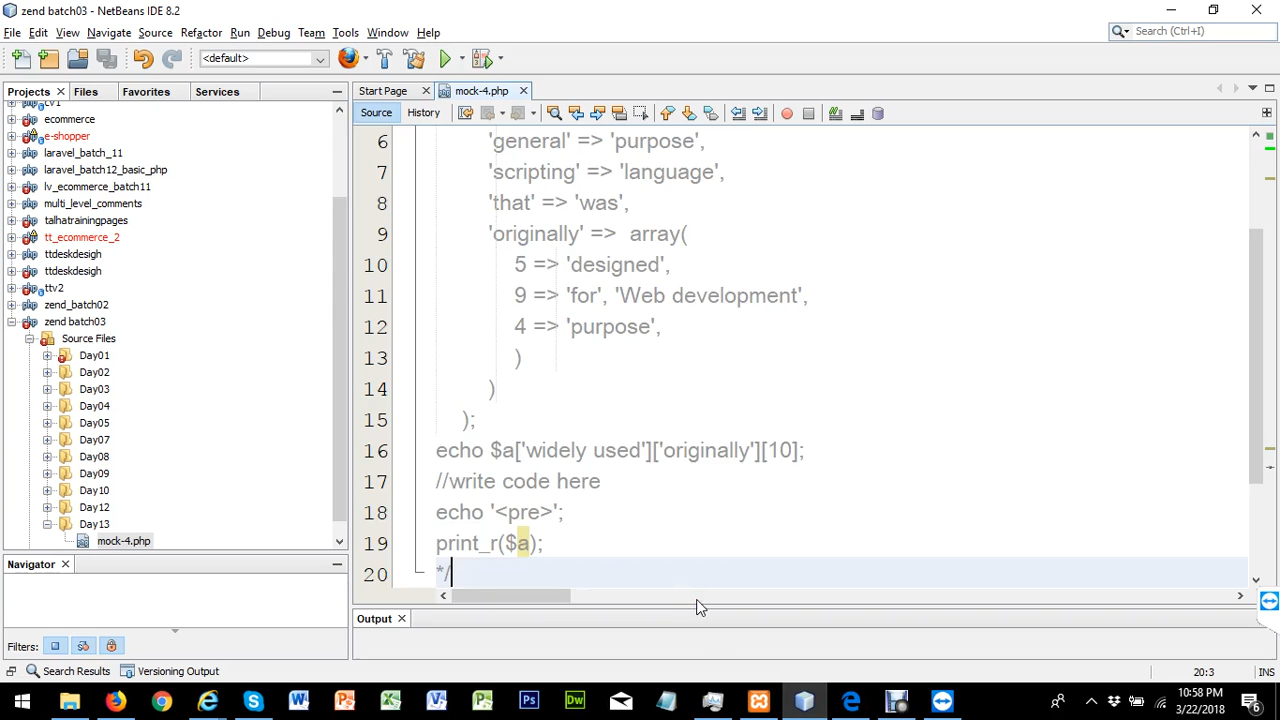 zend batch03 - NetBeans IDE 8.2
File Edit View Navigate Source Refactor Run Debug Team Tools Window Help
Search (Ctrl+I)
<default>
Projects Files Favorites Services
Start Page mock-4.php
Source History
cv1
ecommerce
e-shopper
laravel_batch_11
laravel_batch12_basic_php
lv_ecommerce_batch11
multi_level_comments
talhatrainingpages
tt_ecommerce_2
ttdeskdesigh
ttdeskdesigh
ttv2
zend_batch02
zend batch03
Source Files
Day01
Day02
Day03
Day04
Day05
Day07
Day08
Day09
Day10
Day12
Day13
mock-4.php
6 'general' => 'purpose',
7 'scripting' => 'language',
8 'that' => 'was',
9 'originally' => array(
10 5 => 'designed',
11 9 => 'for', 'Web development',
12 4 => 'purpose',
13 )
14 )
15 );
16 echo $a['widely used']['originally'][10];
17 //write code here
18 echo '<pre>';
19 print_r($a);
20 */
Navigator
Output
Filters:
Search Results Versioning Output
20:3 INS
10:58 PM
3/22/2018
6